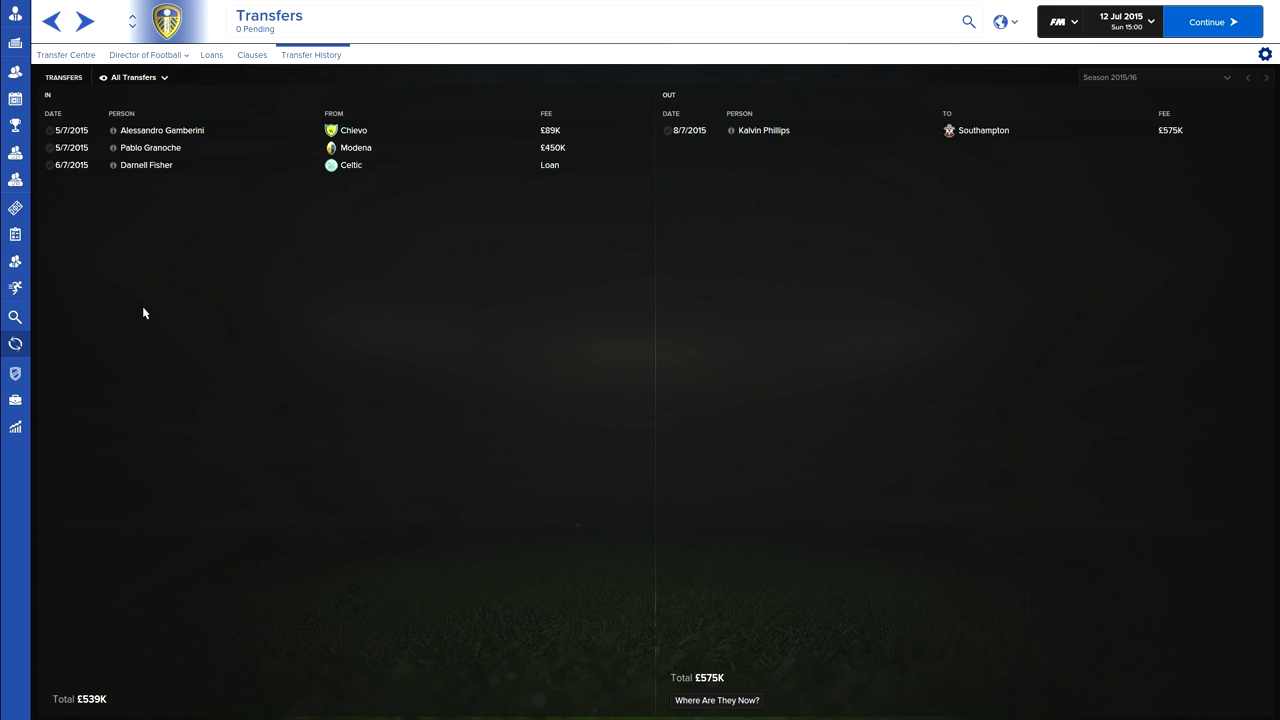 Transfers
0 Pending
FM
12 Jul 2015
Sun 15:00
Continue
Transfer Centre Director of Football Loans Clauses Transfer History
TRANSFERS All Transfers Season 2015/16
IN
DATE PERSON FROM FEE
5/7/2015 Alessandro Gamberini Chievo £89K
5/7/2015 Pablo Granoche Modena £450K
6/7/2015 Darnell Fisher Celtic Loan
Total £539K
OUT
DATE PERSON TO FEE
8/7/2015 Kalvin Phillips Southampton £575K
Total £575K
Where Are They Now?